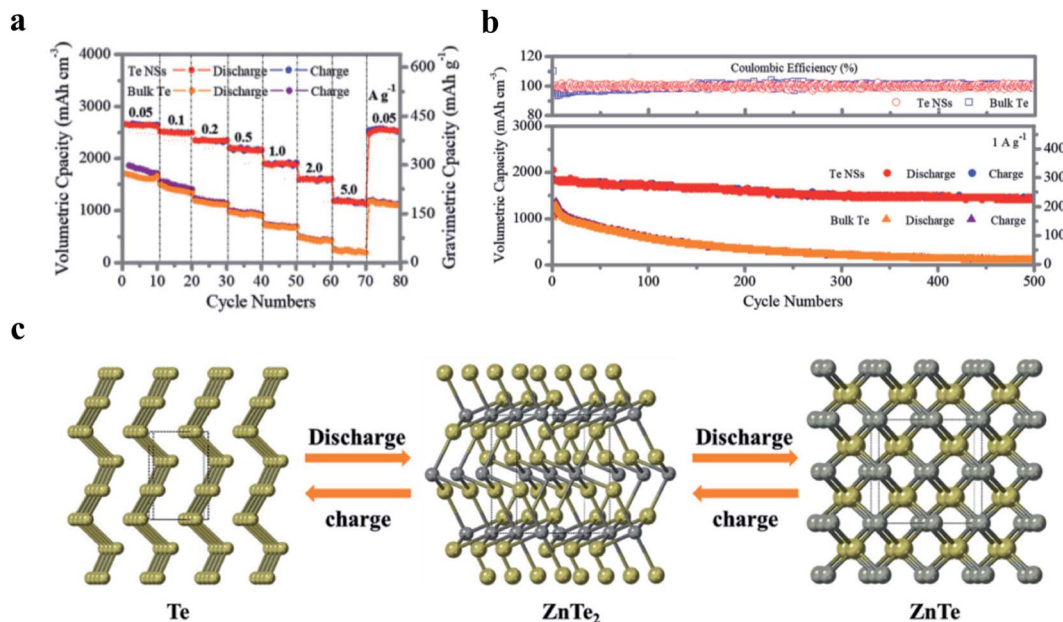 a
4000
3000
2000
1000
0
Volumetric Cpacity (mAh cm⁻³)
Te NSs Discharge Charge
Bulk Te Discharge Charge
A g⁻¹
0.05 0.1 0.2 0.5 1.0 2.0 5.0 0.05
600
450
300
150
0
Gravimetric Cpacity (mAh g⁻¹)
0 10 20 30 40 50 60 70 80
Cycle Numbers
b
120
100
80
Coulombic Efficiency (%)
Te NSs Bulk Te
3000
2000
1000
0
Volumetric Capacity (mAh cm⁻³)
1 A g⁻¹
Te NSs Discharge Charge
Bulk Te Discharge Charge
400
300
200
100
0
0 100 200 300 400 500
Cycle Numbers
c
Discharge
charge
Discharge
charge
Te
ZnTe₂
ZnTe